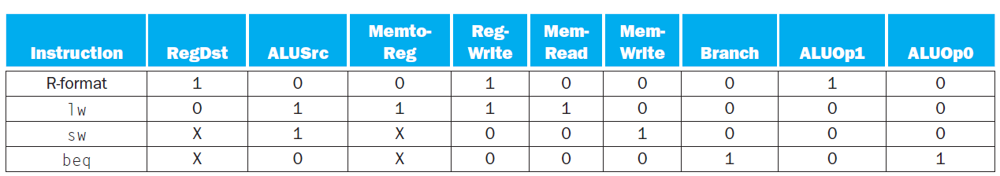 Instruction RegDst ALUSrc Memto-Reg Reg-Write Mem-Read Mem-Write Branch ALUOp1 ALUOp0
R-format 1 0 0 1 0 0 0 1 0
lw 0 1 1 1 1 0 0 0 0
sw X 1 X 0 0 1 0 0 0
beq X 0 X 0 0 0 1 0 1